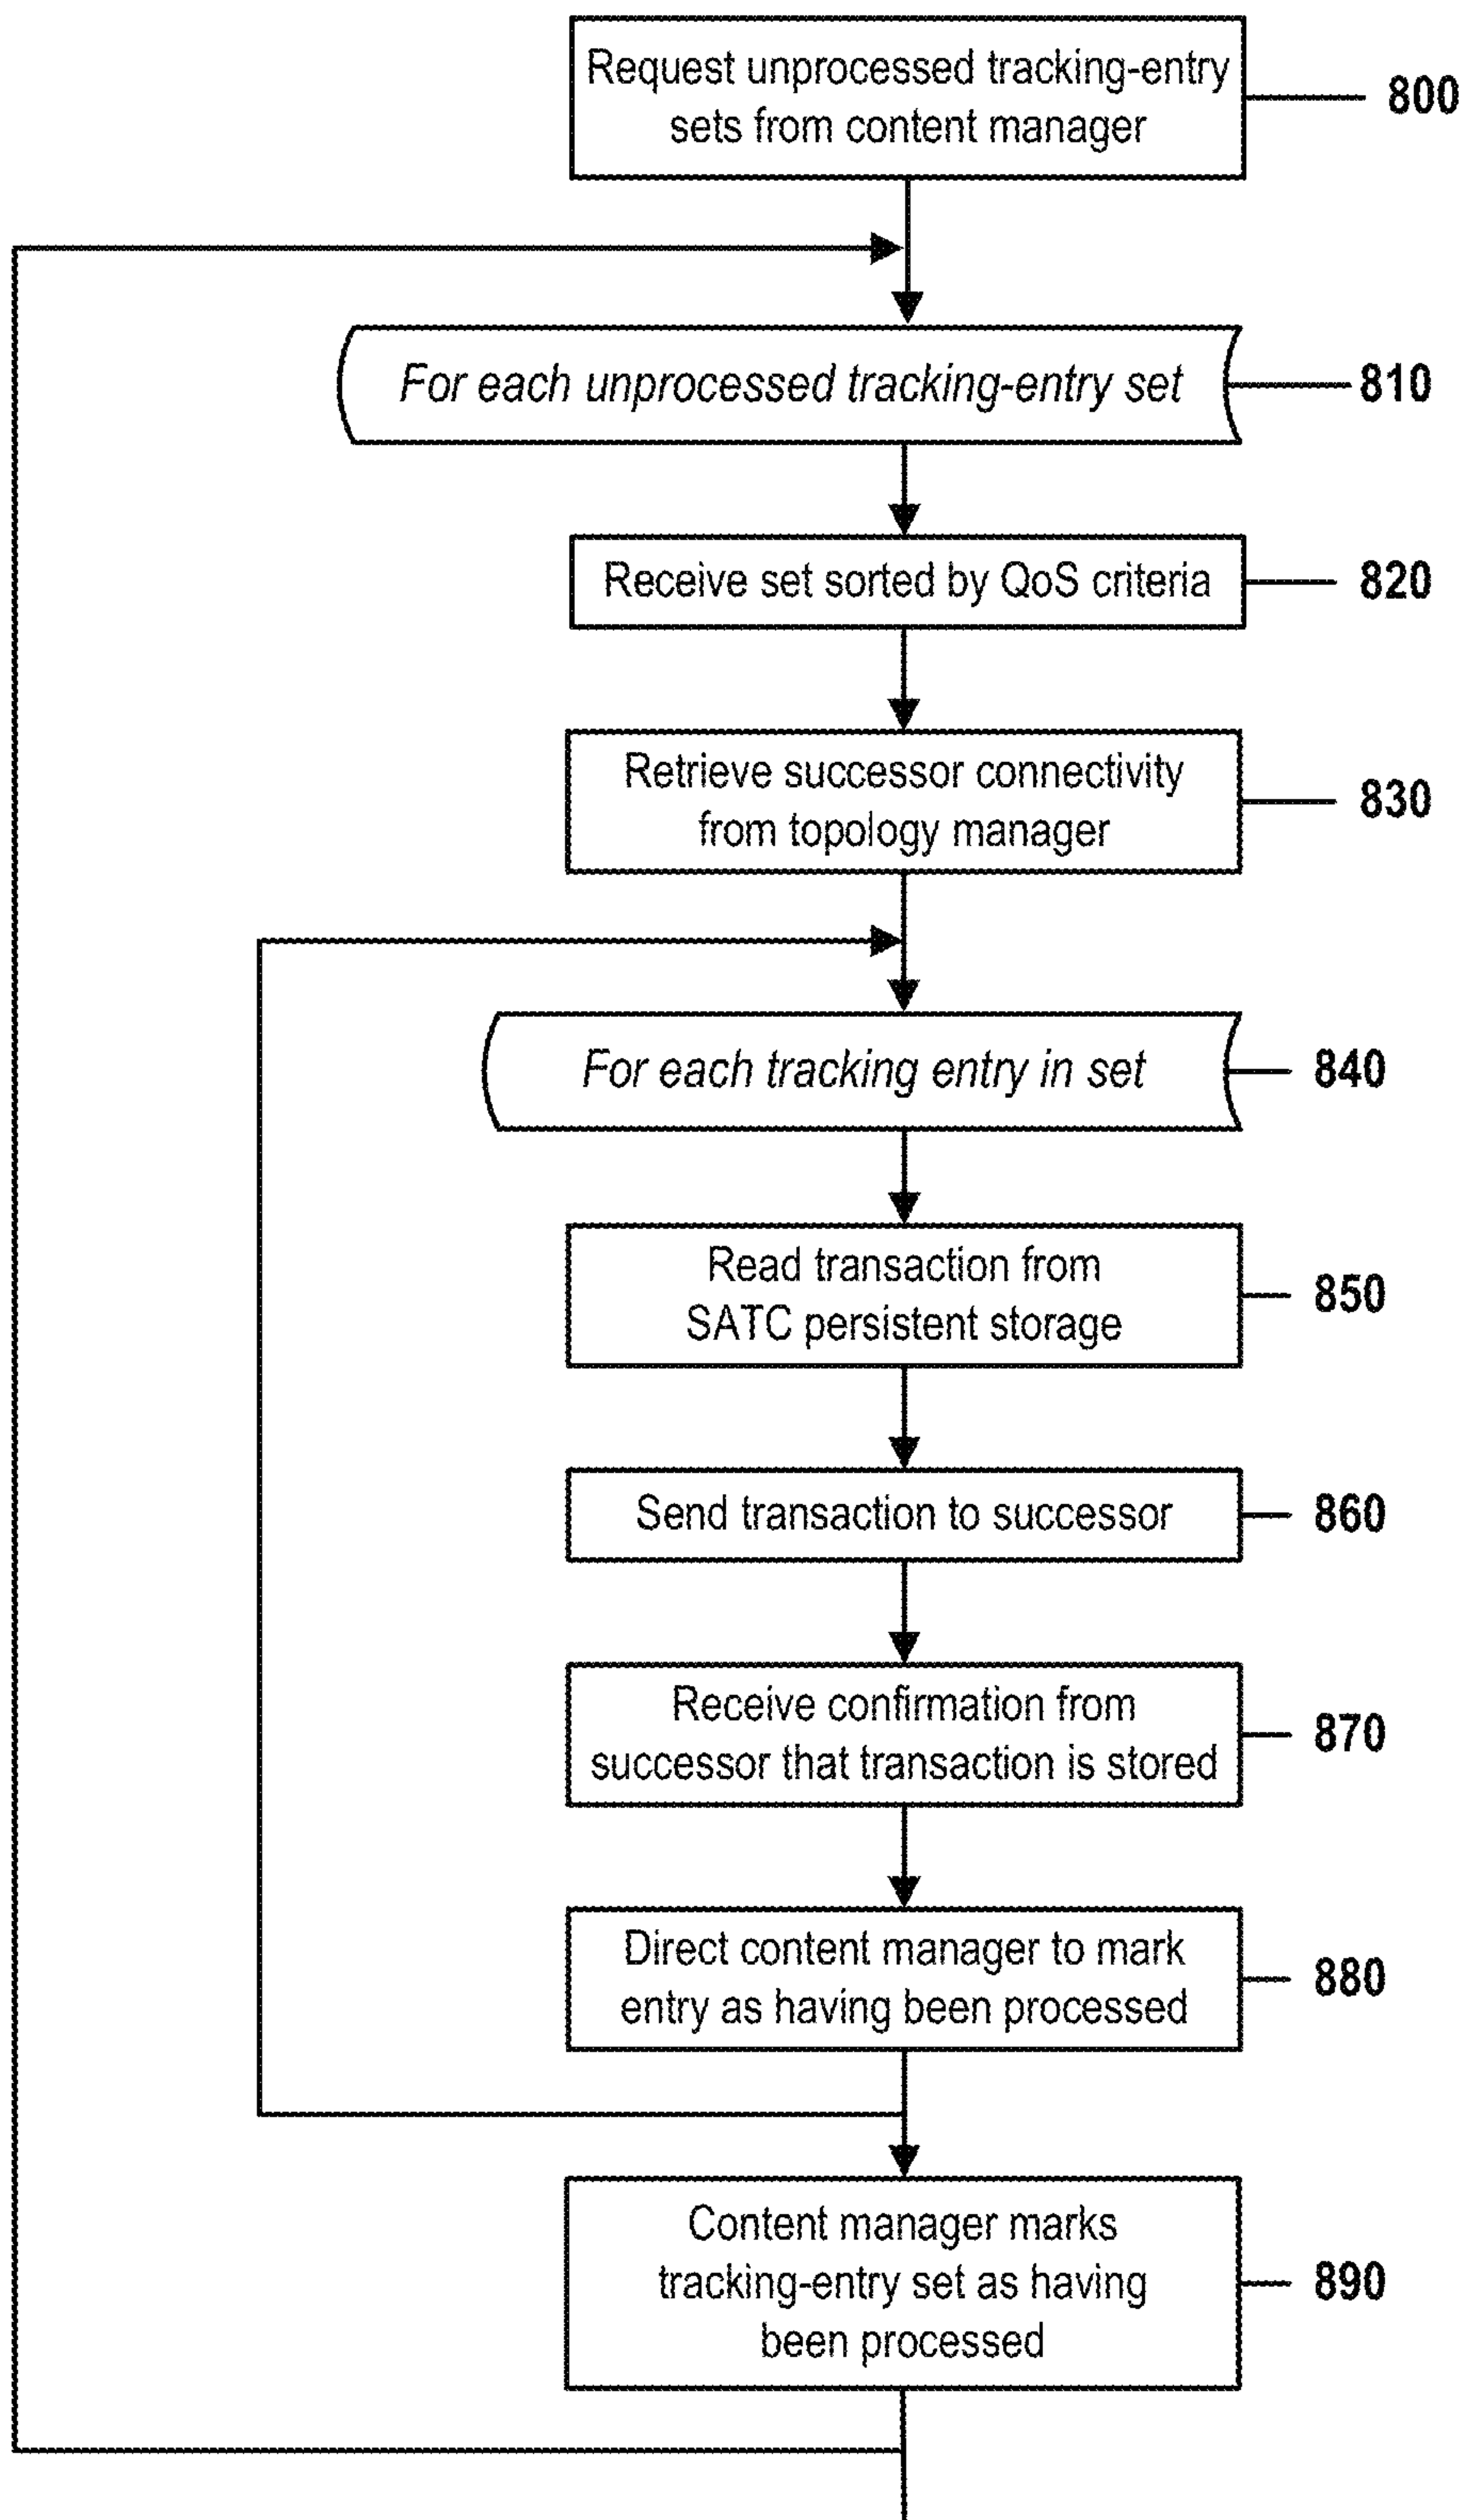 Request unprocessed tracking-entry
sets from content manager
800
For each unprocessed tracking-entry set
810
Receive set sorted by QoS criteria
820
Retrieve successor connectivity
from topology manager
830
For each tracking entry in set
840
Read transaction from
SATC persistent storage
850
Send transaction to successor
860
Receive confirmation from
successor that transaction is stored
870
Direct content manager to mark
entry as having been processed
880
Content manager marks
tracking-entry set as having
been processed
890